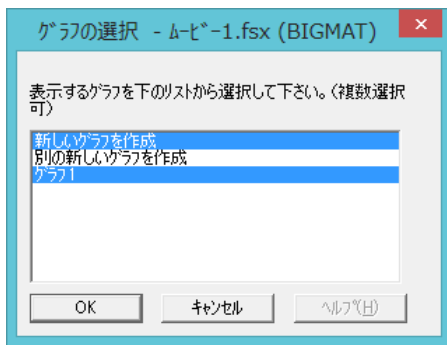 ｸﾞﾗﾌの選択 - ﾑｰﾋﾞｰ1.fsx (BIGMAT)
表示するｸﾞﾗﾌを下のﾘｽﾄから選択して下さい。(複数選択
可)
新しいｸﾞﾗﾌを作成
別の新しいｸﾞﾗﾌを作成
ｸﾞﾗﾌ1
OK
ｷｬﾝｾﾙ
ﾍﾙﾌﾟ(H)